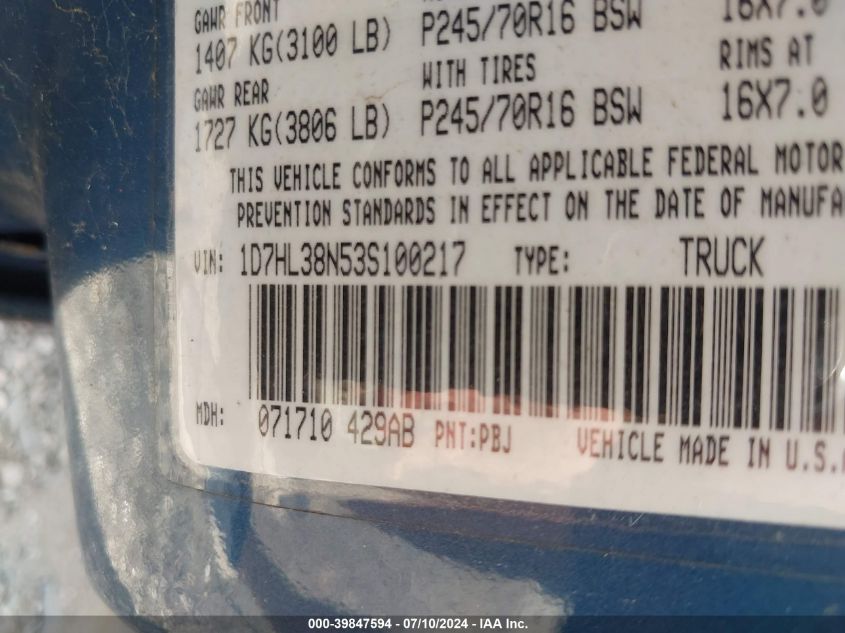 GAWR FRONT
1407 KG(3100 LB) P245/70R16 BSW 16X7.0
GAWR REAR WITH TIRES RIMS AT
1727 KG(3806 LB) P245/70R16 BSW 16X7.0
THIS VEHICLE CONFORMS TO ALL APPLICABLE FEDERAL MOTOR
PREVENTION STANDARDS IN EFFECT ON THE DATE OF MANUFA
VIN: 1D7HL38N53S100217 TYPE: TRUCK
MDH: 071710 429AB PNT:PBJ VEHICLE MADE IN U.S.A
000-39847594 - 07/10/2024 - IAA Inc.